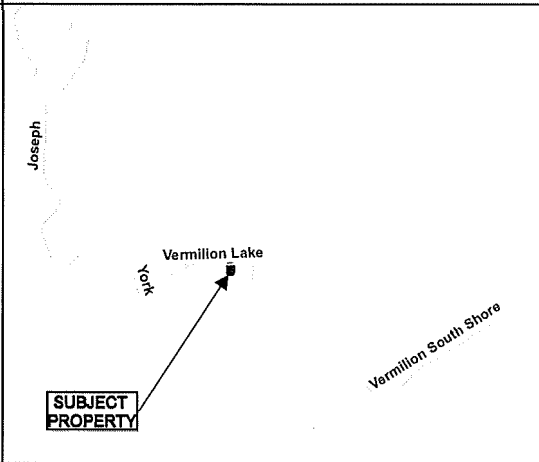 Joseph
Vermilion Lake
York
Vermilion South Shore
SUBJECT
PROPERTY